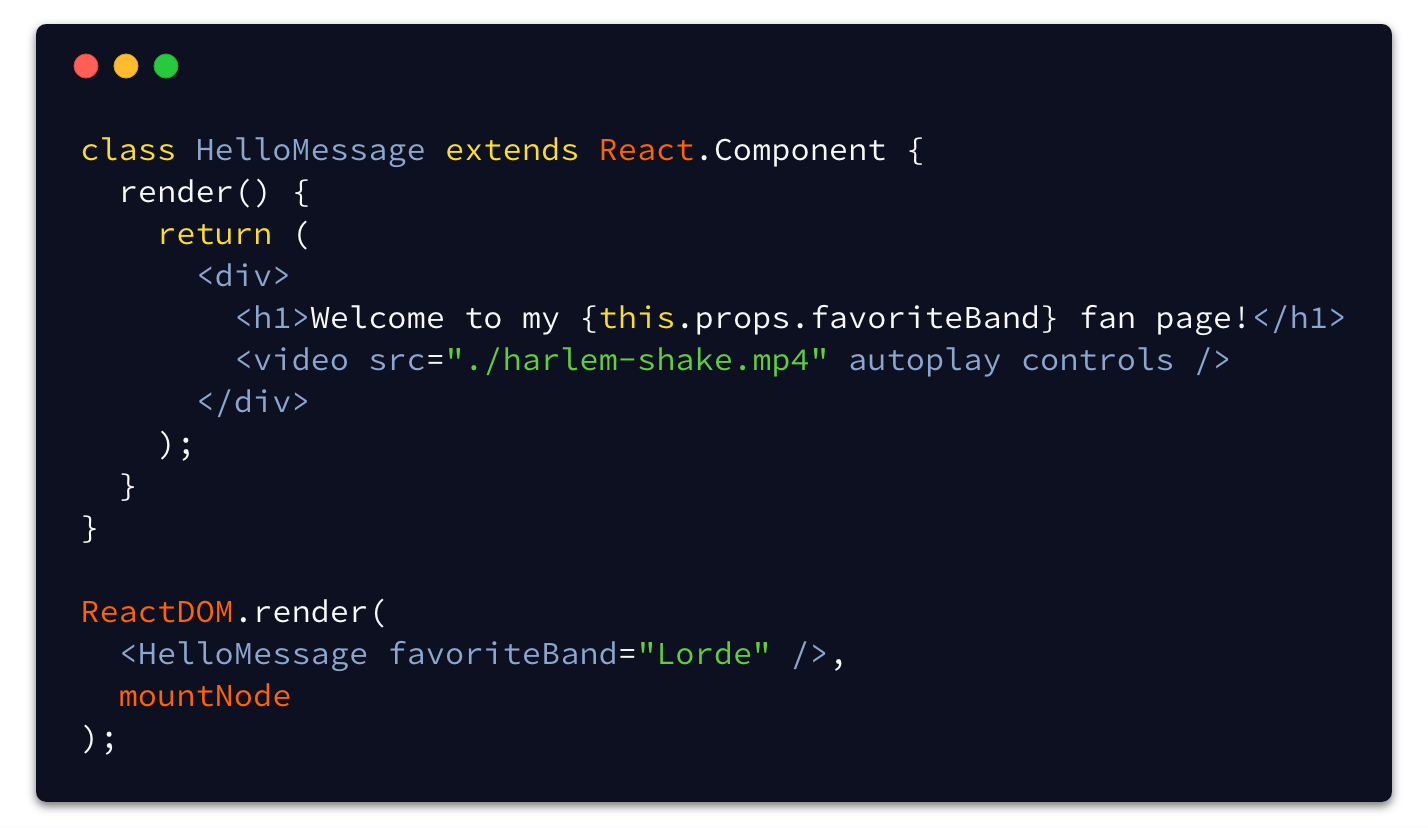 class HelloMessage extends React.Component {
  render() {
    return (
      <div>
        <h1>Welcome to my {this.props.favoriteBand} fan page!</h1>
        <video src="./harlem-shake.mp4" autoplay controls />
      </div>
    );
  }
}

ReactDOM.render(
  <HelloMessage favoriteBand="Lorde" />,
  mountNode
);